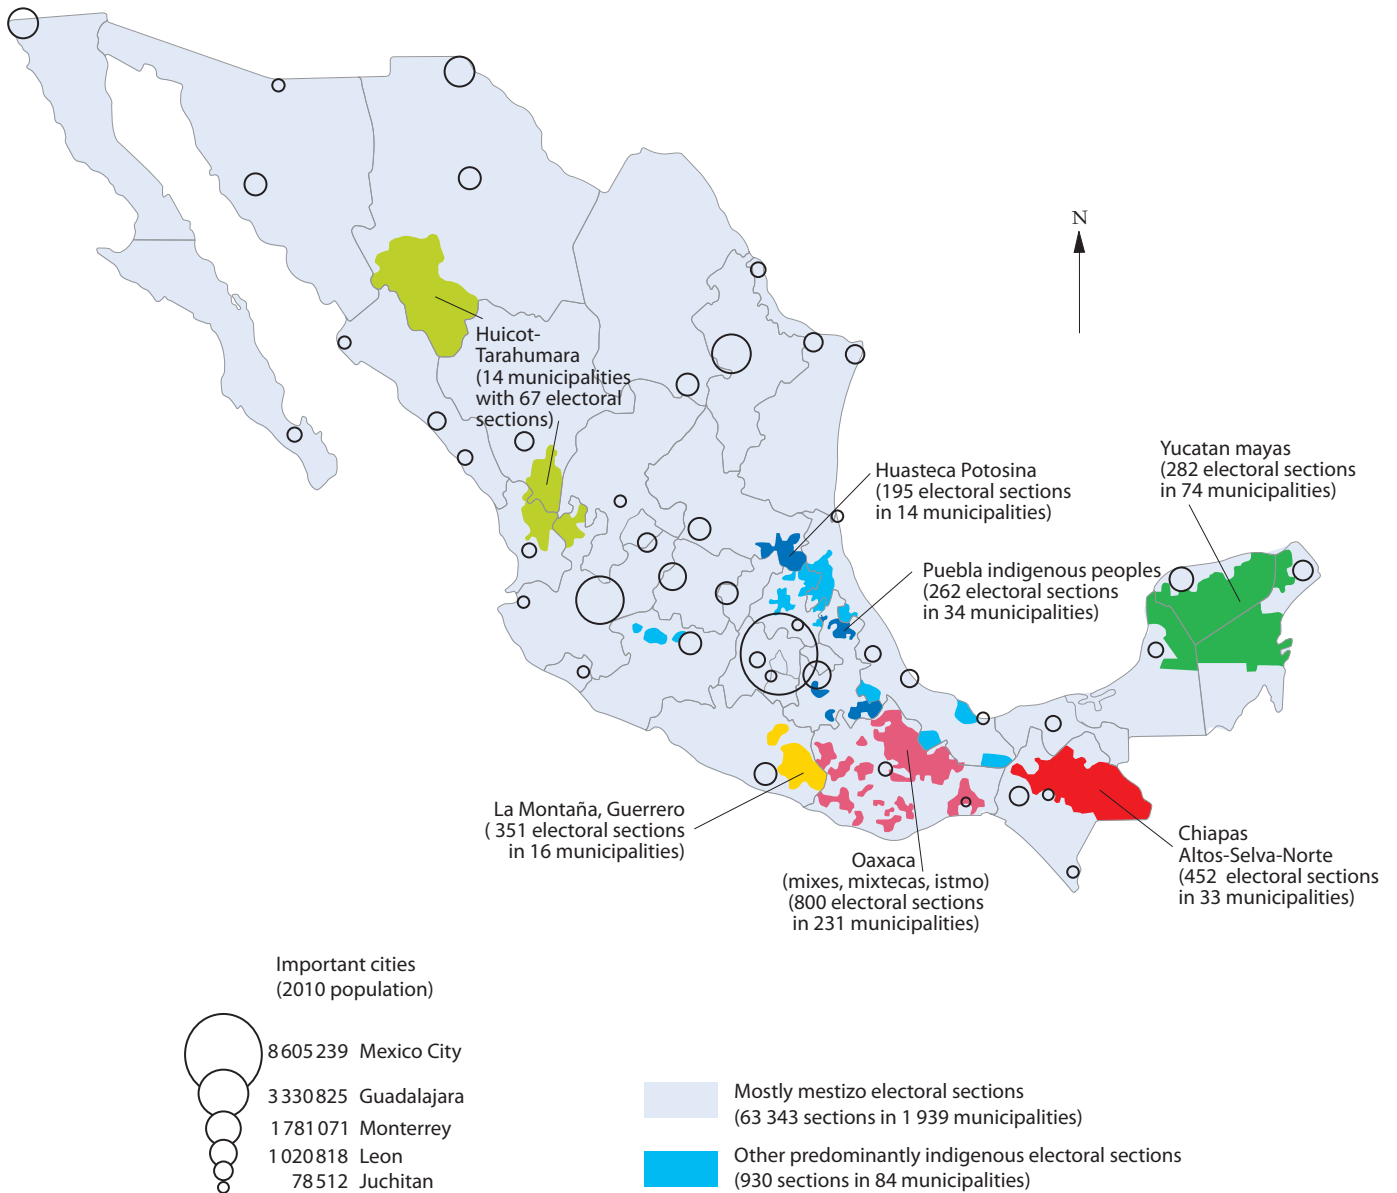 N
Huicot-
Tarahumara
(14 municipalities
with 67 electoral
sections)
Yucatan mayas
(282 electoral sections
in 74 municipalities)
Huasteca Potosina
(195 electoral sections
in 14 municipalities)
Puebla indigenous peoples
(262 electoral sections
in 34 municipalities)
La Montaña, Guerrero
( 351 electoral sections
in 16 municipalities)
Oaxaca
(mixes, mixtecas, istmo)
(800 electoral sections
in 231 municipalities)
Chiapas
Altos-Selva-Norte
(452 electoral sections
in 33 municipalities)
Important cities
(2010 population)
8 605 239 Mexico City
3 330 825 Guadalajara
1 781 071 Monterrey
1 020 818 Leon
78 512 Juchitan
Mostly mestizo electoral sections
(63 343 sections in 1 939 municipalities)
Other predominantly indigenous electoral sections
(930 sections in 84 municipalities)